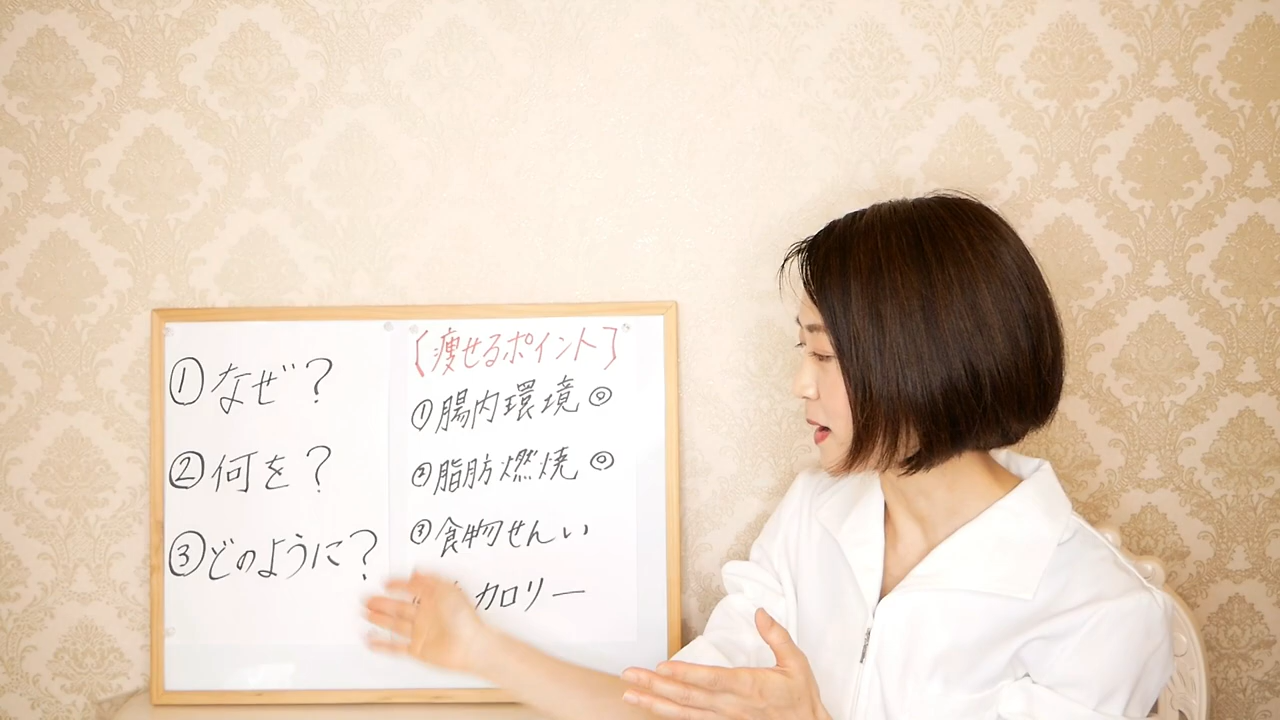 ①なぜ?
②何を?
③どのように?
[痩せるポイント]
①腸内環境◎
②脂肪燃焼◎
③食物せんい
カロリー